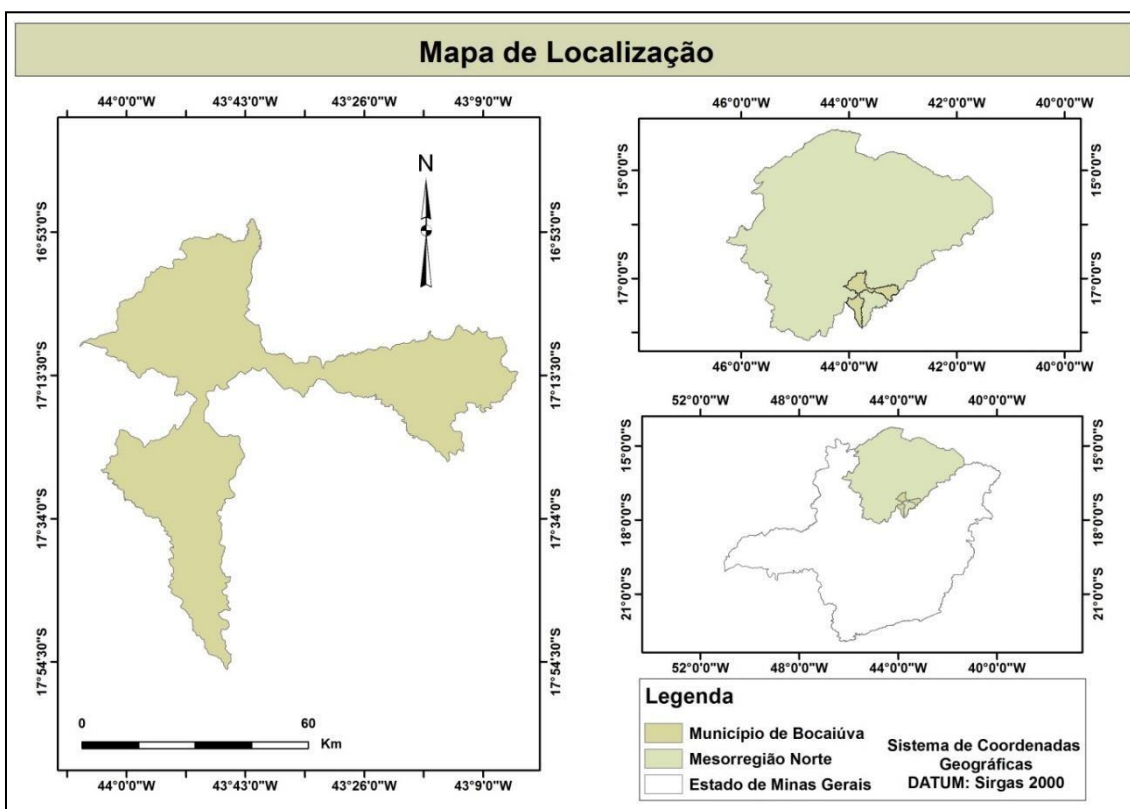 Mapa de Localização
44°0'0"W 43°43'0"W 43°26'0"W 43°9'0"W
16°53'0"S
17°13'30"S
17°34'0"S
17°54'30"S
N
16°53'0"S
17°13'30"S
17°34'0"S
17°54'30"S
0 60
Km
44°0'0"W 43°43'0"W 43°26'0"W 43°9'0"W
46°0'0"W 44°0'0"W 42°0'0"W 40°0'0"W
15°0'0"S
17°0'0"S
15°0'0"S
17°0'0"S
46°0'0"W 44°0'0"W 42°0'0"W 40°0'0"W
52°0'0"W 48°0'0"W 44°0'0"W 40°0'0"W
15°0'0"S
18°0'0"S
21°0'0"S
15°0'0"S
18°0'0"S
21°0'0"S
52°0'0"W 48°0'0"W 44°0'0"W 40°0'0"W
Legenda
Município de Bocaiúva
Mesorregião Norte
Estado de Minas Gerais
Sistema de Coordenadas
Geográficas
DATUM: Sirgas 2000